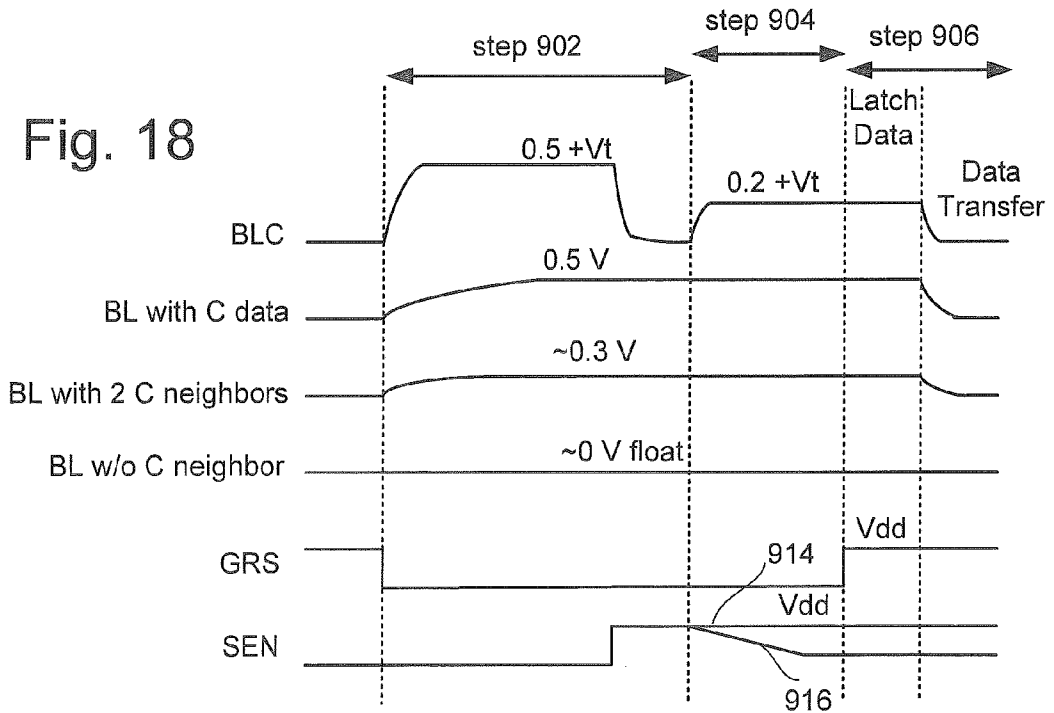 Fig. 18
step 902
step 904
step 906
Latch
Data
Data
Transfer
BLC
0.5 +Vt
0.2 +Vt
BL with C data
0.5 V
BL with 2 C neighbors
~0.3 V
BL w/o C neighbor
~0 V float
GRS
Vdd
914
Vdd
SEN
916